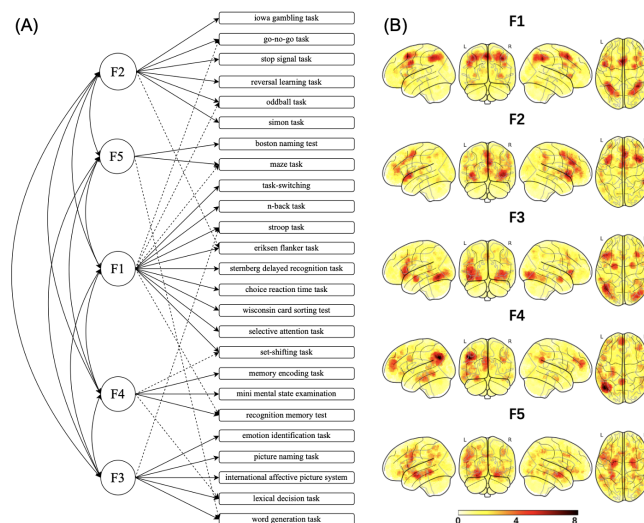 (A)
F2
F5
F1
F4
F3
iowa gambling task
go-no-go task
stop signal task
reversal learning task
oddball task
simon task
boston naming test
maze task
task-switching
n-back task
stroop task
eriksen flanker task
sternberg delayed recognition task
choice reaction time task
wisconsin card sorting test
selective attention task
set-shifting task
memory encoding task
mini mental state examination
recognition memory test
emotion identification task
picture naming task
international affective picture system
lexical decision task
word generation task
(B)
F1
L R L R
F2
L R L R
F3
L R L R
F4
L R L R
F5
L R L R
0 4 8